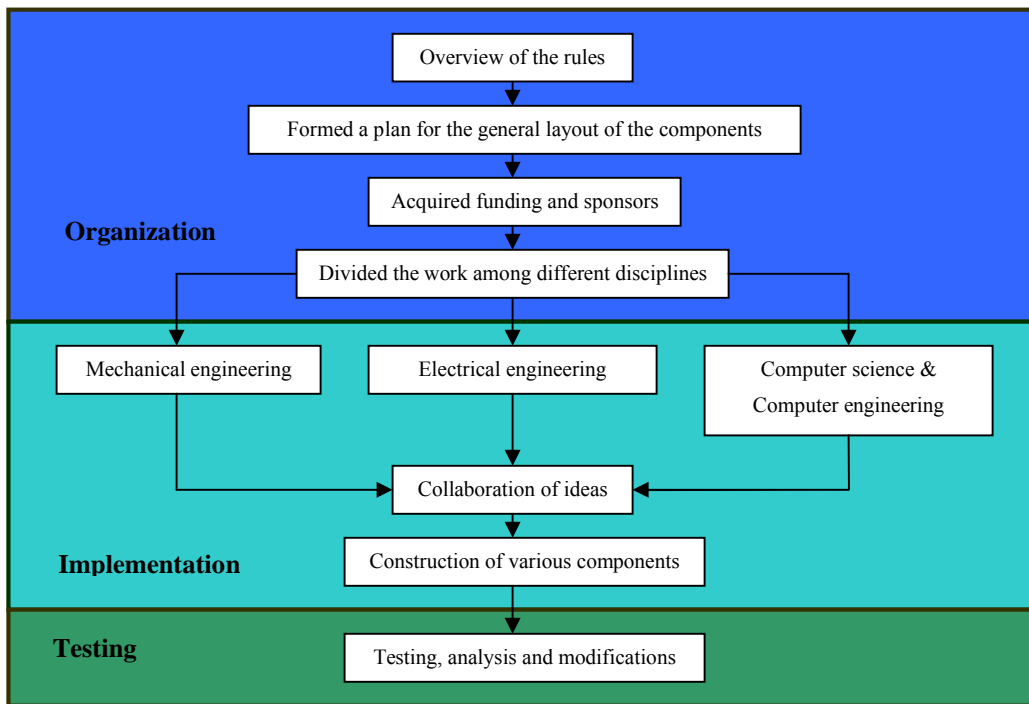 Overview of the rules
Formed a plan for the general layout of the components
Acquired funding and sponsors
Organization
Divided the work among different disciplines
Mechanical engineering
Electrical engineering
Computer science &
Computer engineering
Collaboration of ideas
Construction of various components
Implementation
Testing
Testing, analysis and modifications